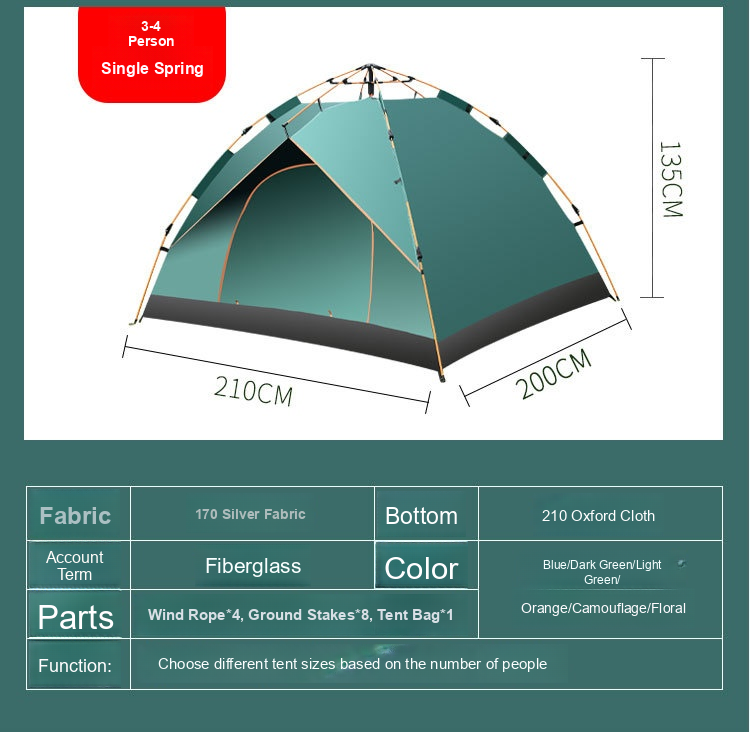 3-4
Person
Single Spring
135CM
210CM
200CM
Fabric
170 Silver Fabric
Bottom
210 Oxford Cloth
Account
Term
Fiberglass
Color
Blue/Dark Green/Light
Green/
Orange/Camouflage/Floral
Parts
Wind Rope*4, Ground Stakes*8, Tent Bag*1
Function:
Choose different tent sizes based on the number of people